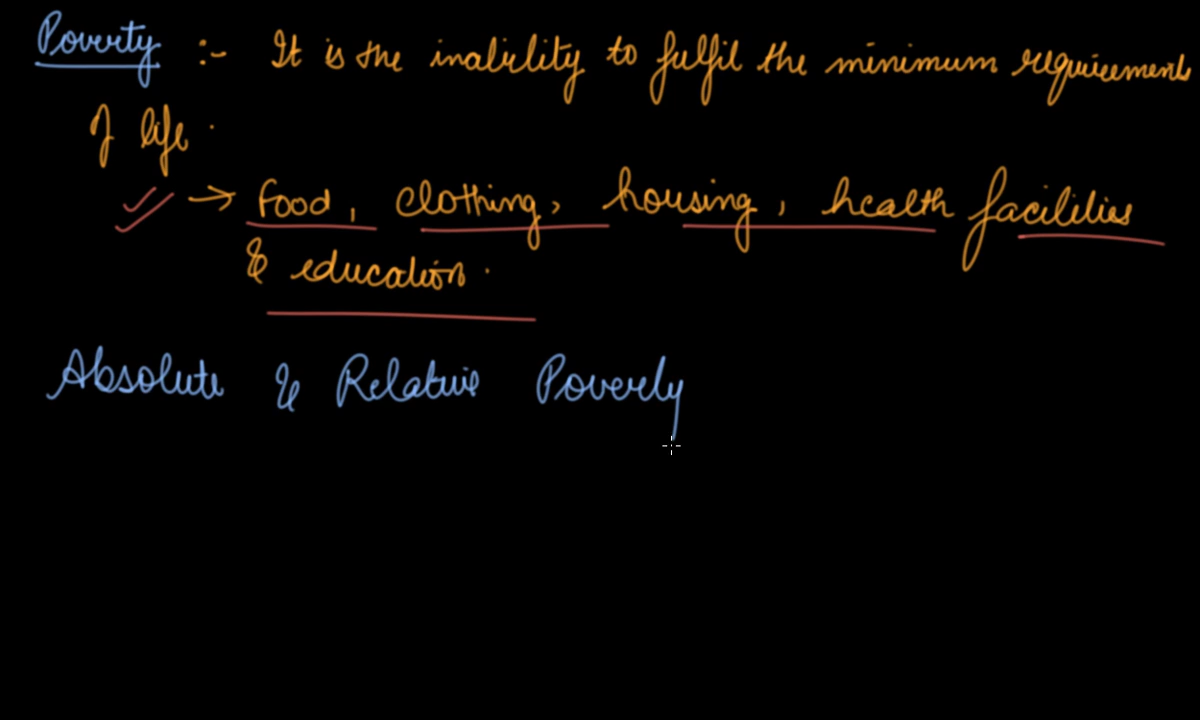 Poverty :- It is the inability to fulfil the minimum requirements
of life.
→ Food, clothing, housing, health facilities
& education.
Absolute & Relative Poverty